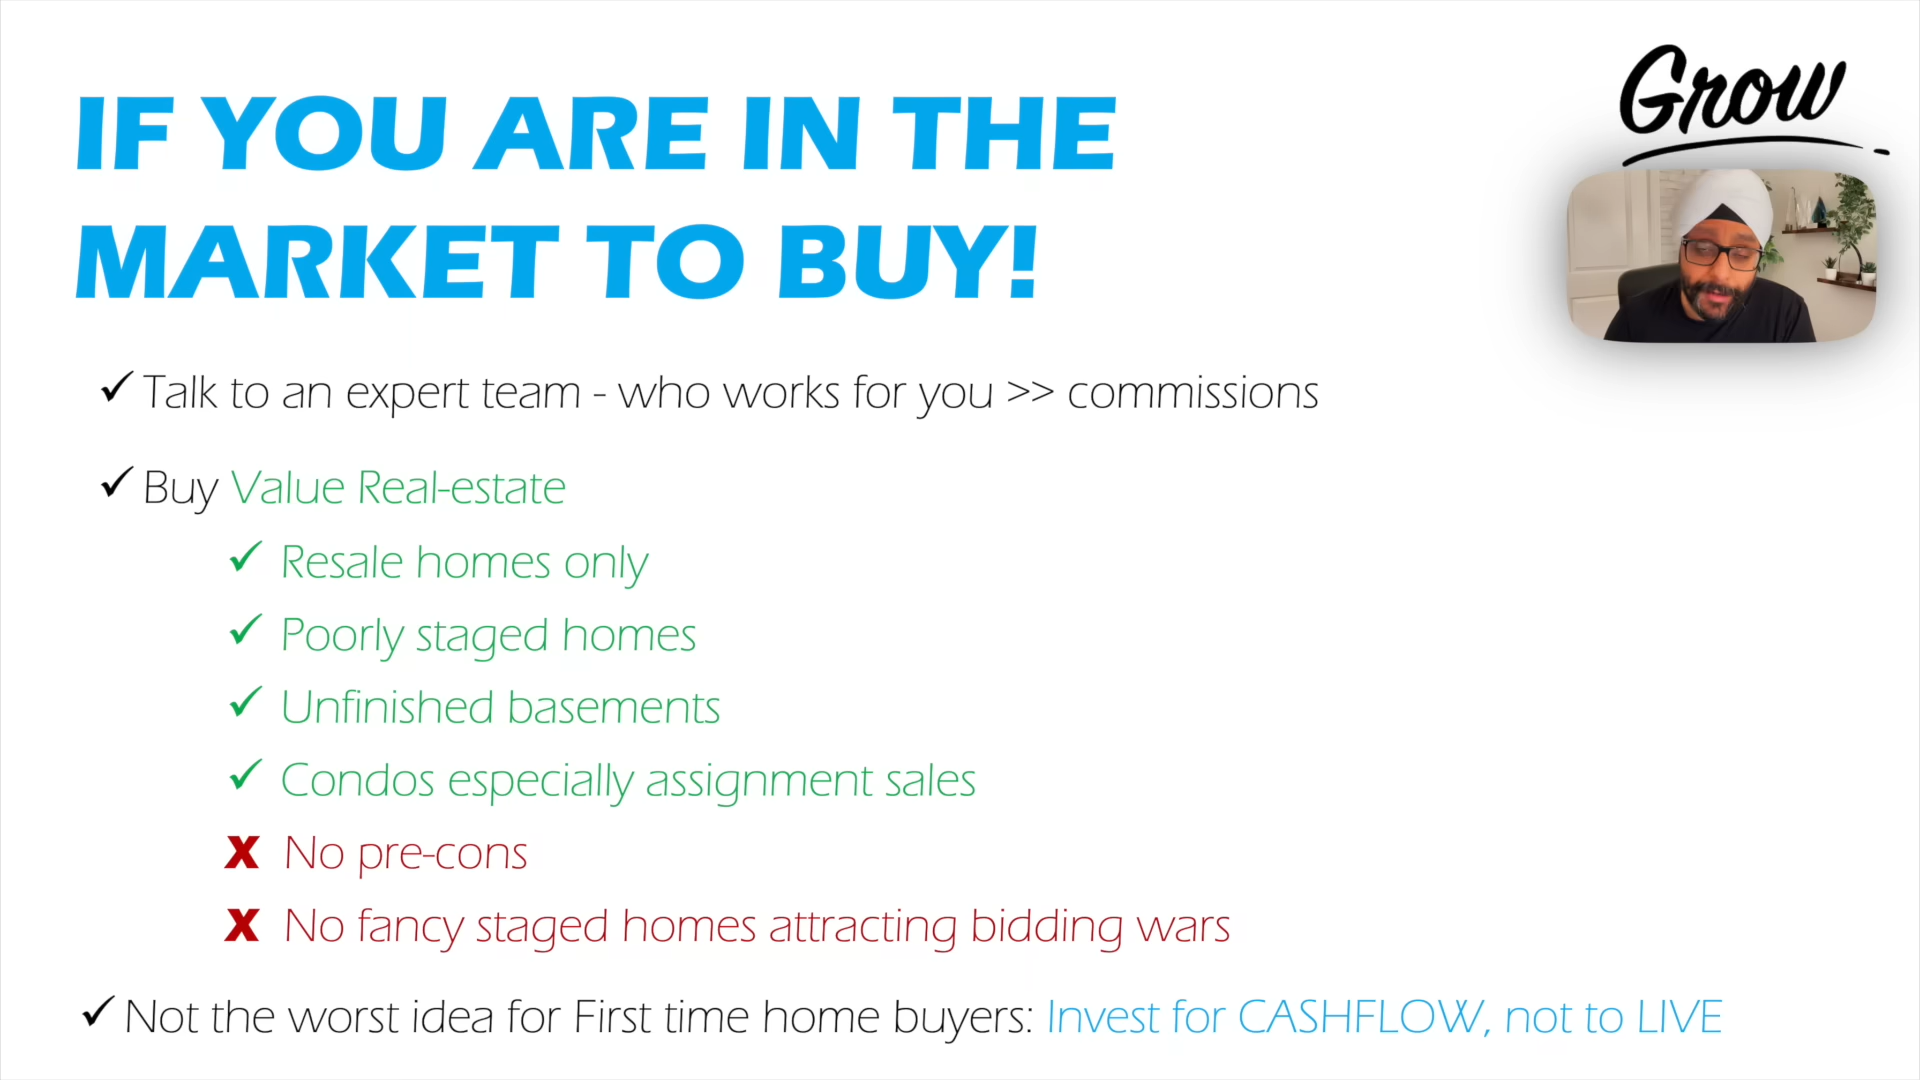 Grow
IF YOU ARE IN THE
MARKET TO BUY!
✓ Talk to an expert team - who works for you >> commissions
✓ Buy Value Real-estate
✓ Resale homes only
✓ Poorly staged homes
✓ Unfinished basements
✓ Condos especially assignment sales
X No pre-cons
X No fancy staged homes attracting bidding wars
✓ Not the worst idea for First time home buyers: Invest for CASHFLOW, not to LIVE